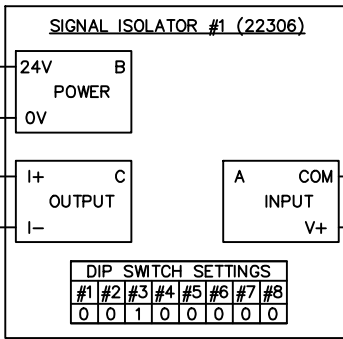 SIGNAL ISOLATOR #1 (22306)
24V B
POWER
0V
I+ C
OUTPUT
I–
A COM
INPUT
V+
DIP SWITCH SETTINGS
#1 #2 #3 #4 #5 #6 #7 #8
0 0 1 0 0 0 0 0